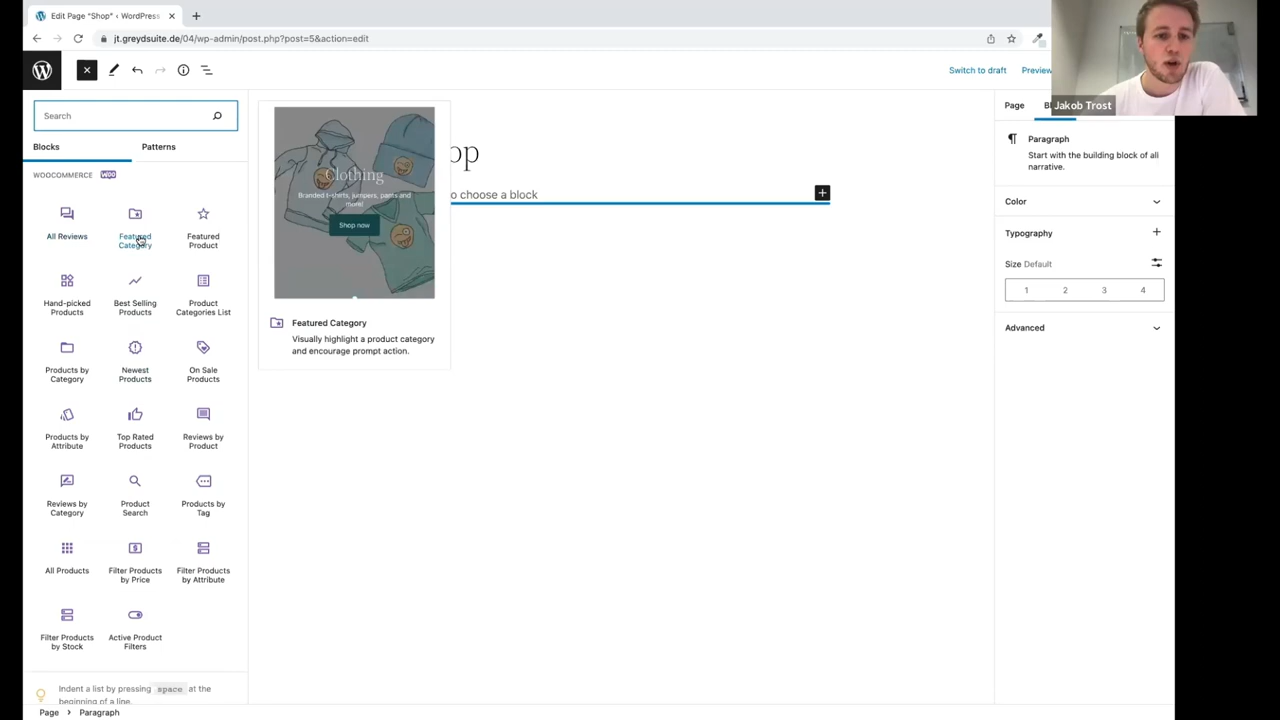 Edit Page "Shop" ‹ WordPress
jt.greydsuite.de/04/wp-admin/post.php?post=5&action=edit
Switch to draft
Preview
Jakob Trost
Search
Blocks
Patterns
WOOCOMMERCE
WOO
All Reviews
Featured
Category
Featured
Product
Hand-picked
Products
Best Selling
Products
Product
Categories List
Products by
Category
Newest
Products
On Sale
Products
Products by
Attribute
Top Rated
Products
Reviews by
Product
Reviews by
Category
Product
Search
Products by
Tag
All Products
Filter Products
by Price
Filter Products
by Attribute
Filter Products
by Stock
Active Product
Filters
Indent a list by pressing space at the
beginning of a line.
Page > Paragraph
Clothing
Branded t-shirts, jumpers, pants and
more!
Shop now
Featured Category
Visually highlight a product category
and encourage prompt action.
op
o choose a block
Page
Paragraph
Start with the building block of all
narrative.
Color
Typography
Size Default
1 2 3 4
Advanced